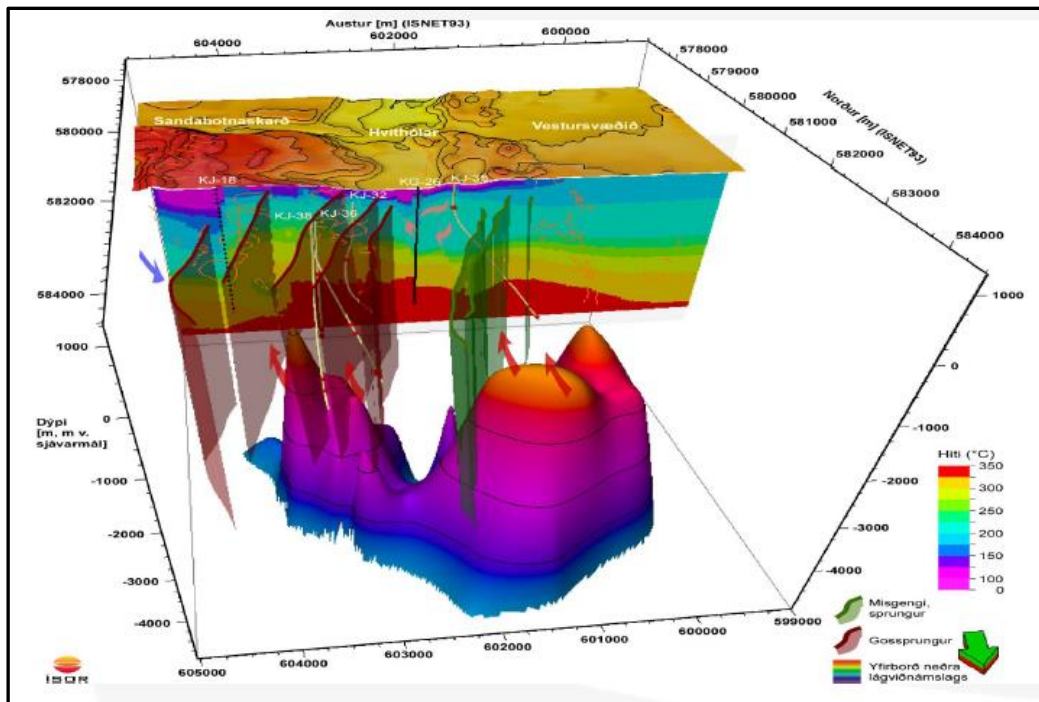 Austur [m] (ISNET93)
604000
602000
600000
578000
579000
580000
581000
582000
583000
584000
Norður [m] (ISNET93)
578000
580000
582000
584000
Sandabotnaskarð
Hvíthólar
Vestursvæðið
KJ-18
KJ-32
KG-26
KJ-35
KJ-38
KJ-36
1000
0
-1000
-2000
-3000
-4000
Dýpi
[m, m y.
sjávarmál]
1000
0
-1000
-2000
-3000
-4000
605000
604000
603000
602000
601000
600000
599000
Hiti (°C)
350
300
250
200
150
100
0
Misgengi,
sprungur
Gossprungur
Yfirborð neðra
lágviðnámslags
ÍSOR